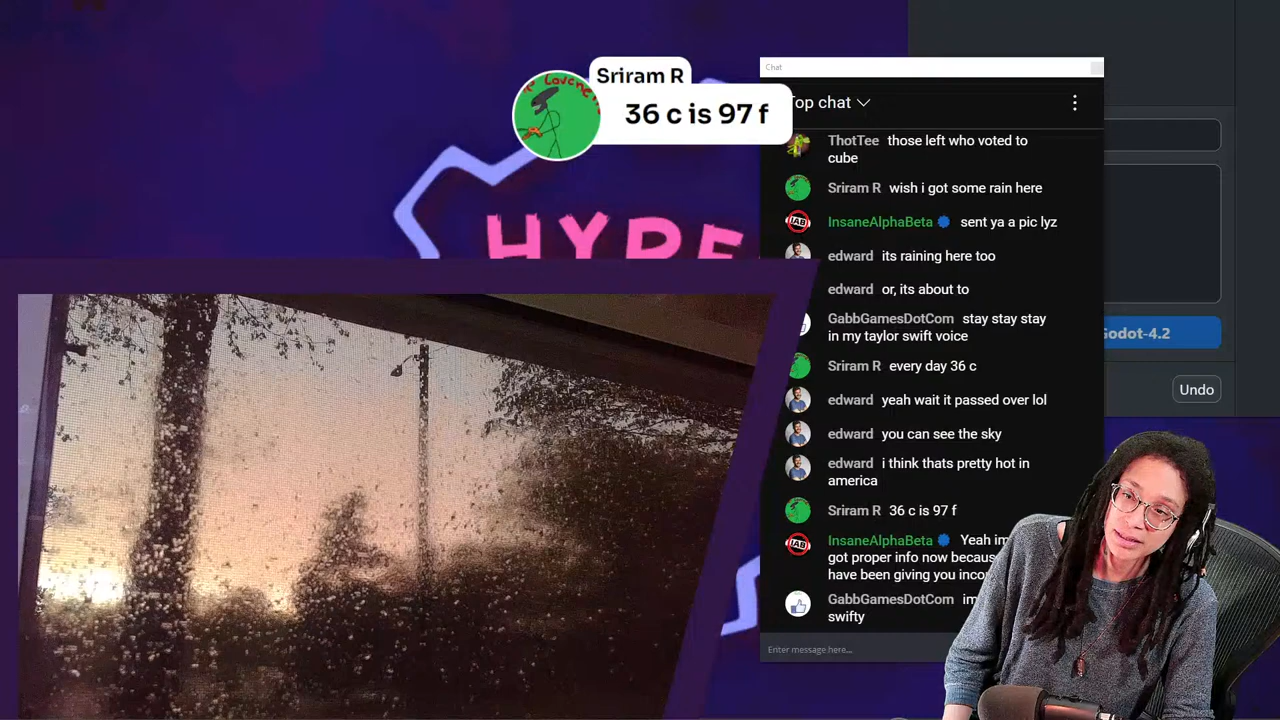 Sriram R
36 c is 97 f
HYPE
Chat
Top chat
ThotTee those left who voted to
cube
Sriram R wish i got some rain here
InsaneAlphaBeta sent ya a pic lyz
edward its raining here too
edward or, its about to
GabbGamesDotCom stay stay stay
in my taylor swift voice
Sriram R every day 36 c
edward yeah wait it passed over lol
edward you can see the sky
edward i think thats pretty hot in
america
Sriram R 36 c is 97 f
InsaneAlphaBeta Yeah
got proper info now
have been giving you
GabbGamesDotCom
swifty
Enter message here...
Godot-4.2
Undo
IAB
IAB